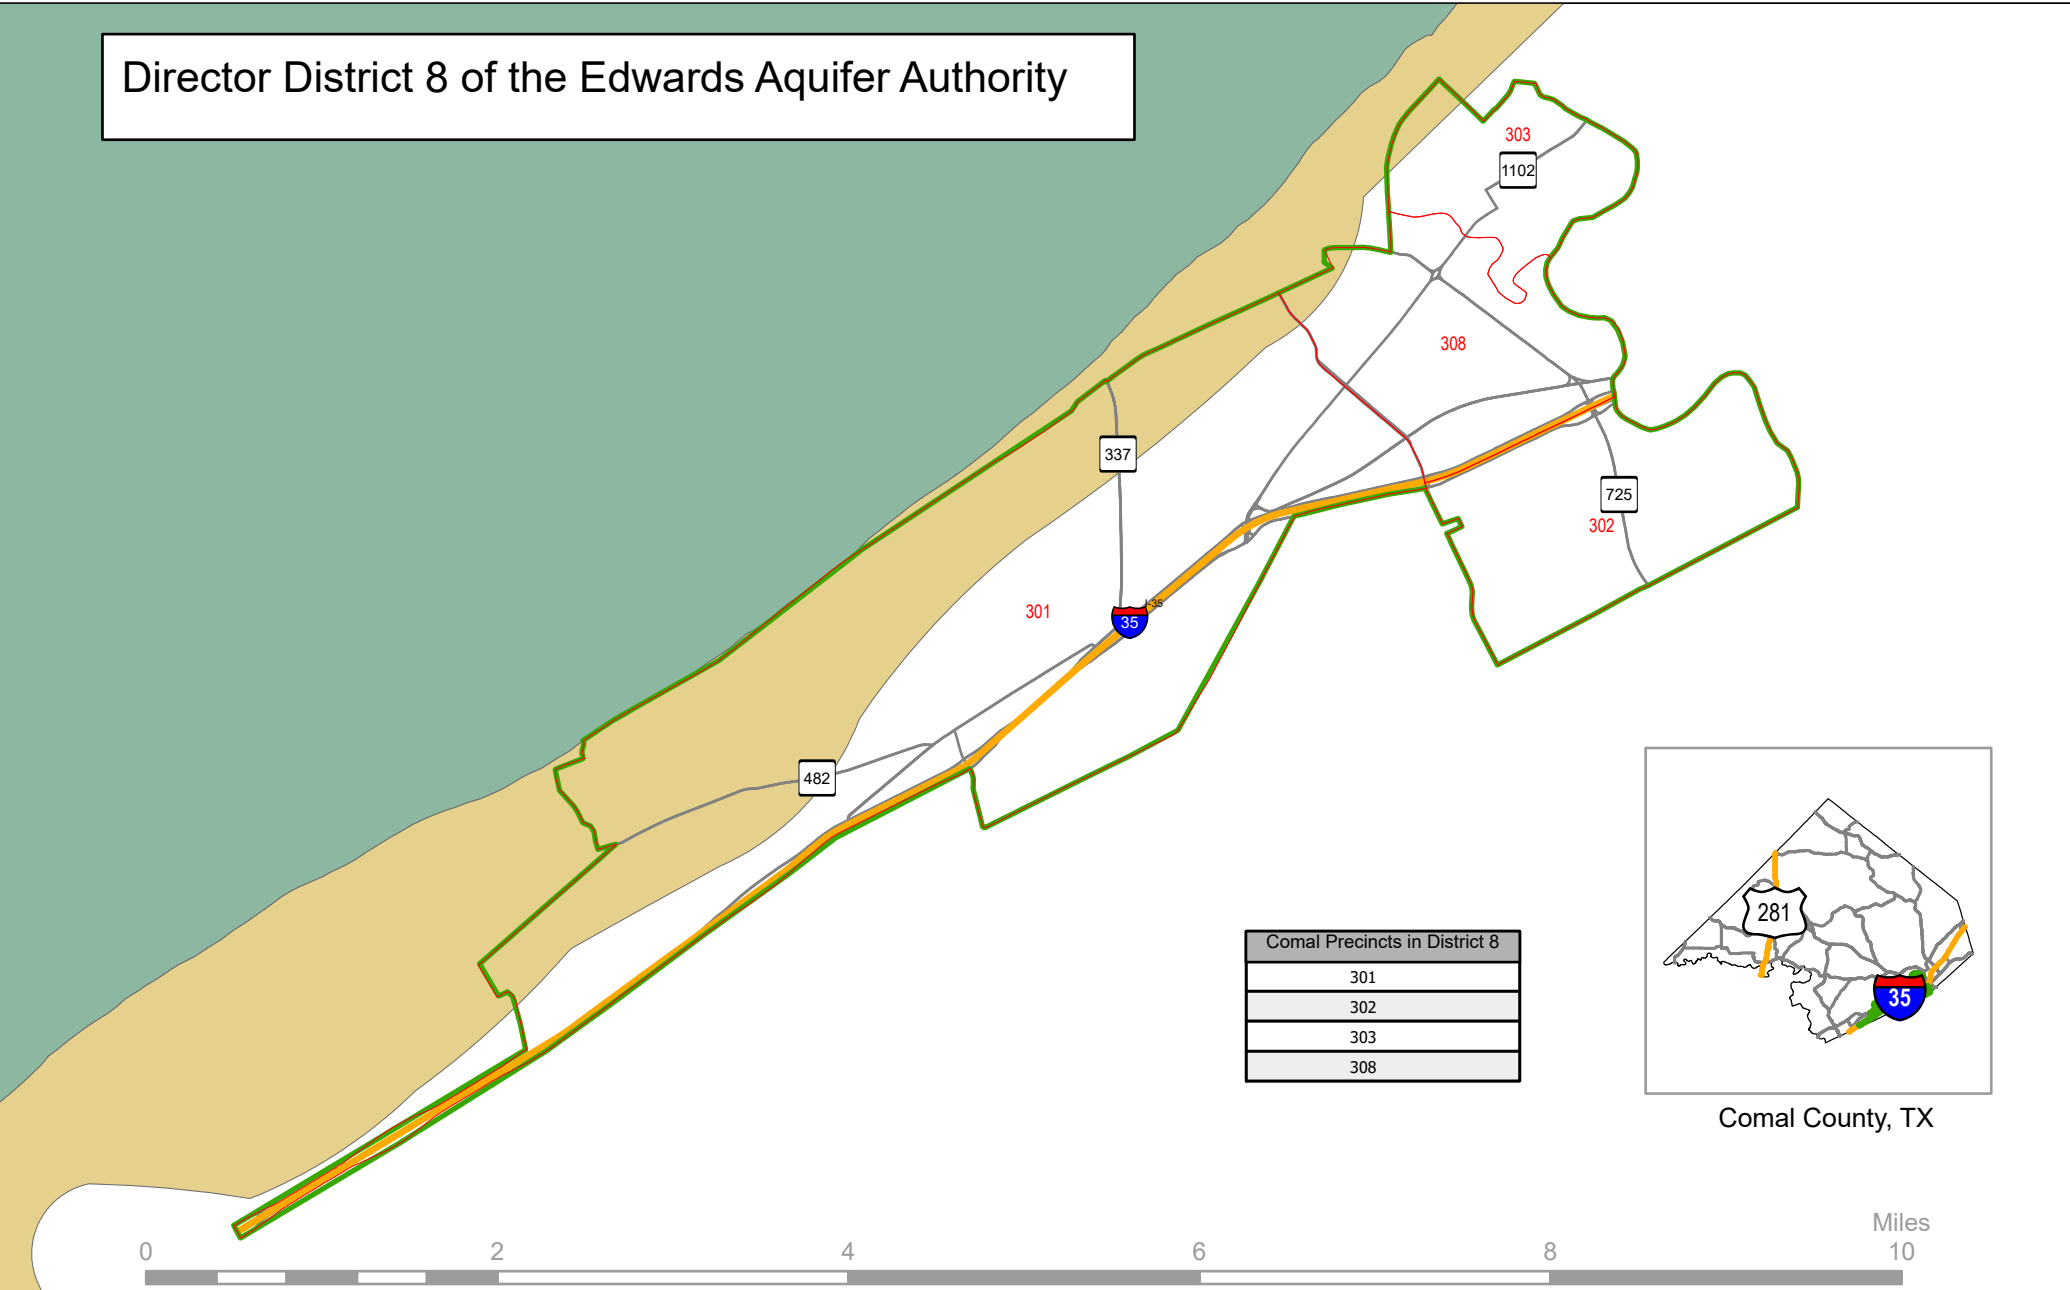 Director District 8 of the Edwards Aquifer Authority
303
1102
308
337
725
302
301
I-35
35
482
281
35
Comal Precincts in District 8
301
302
303
308
Comal County, TX
Miles
0 2 4 6 8 10